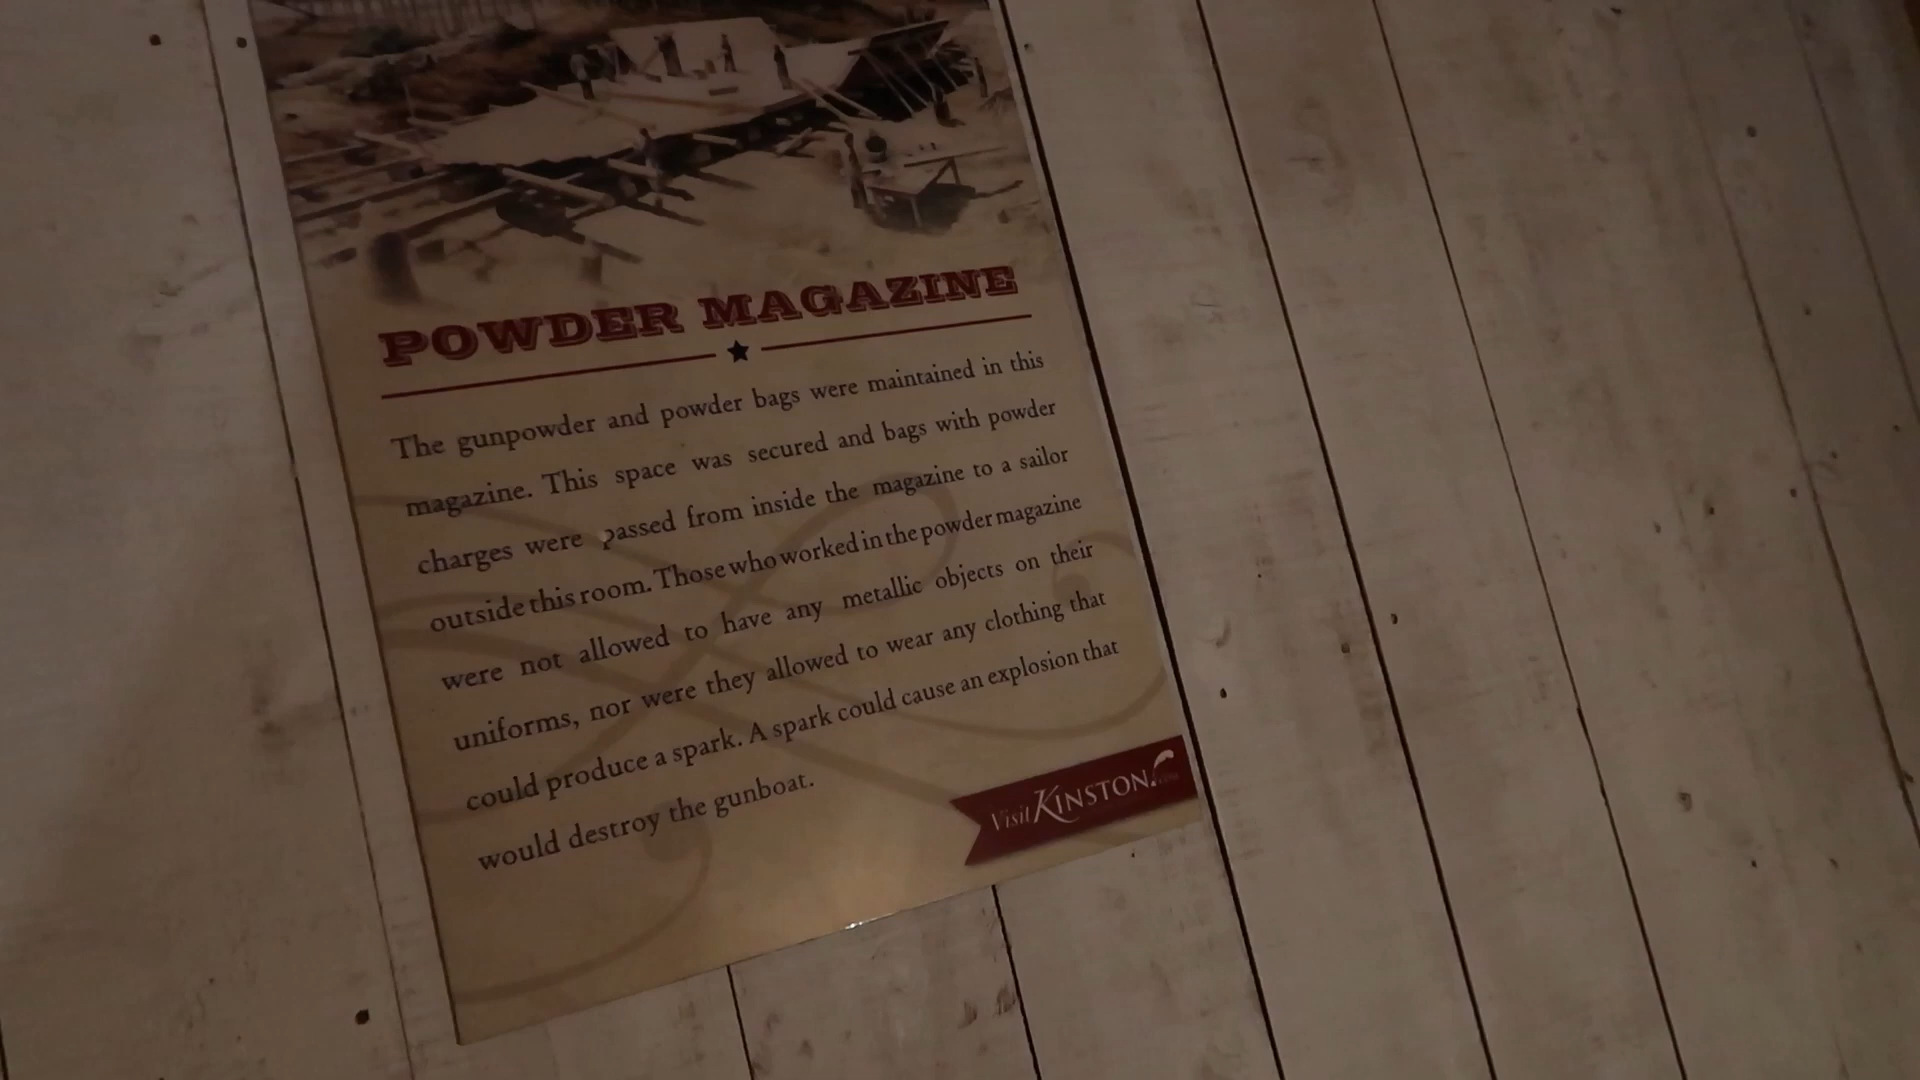 POWDER MAGAZINE
The gunpowder and powder bags were maintained in this
magazine. This space was secured and bags with powder
charges were passed from inside the magazine to a sailor
outside this room. Those who worked in the powder magazine
were not allowed to have any metallic objects on their
uniforms, nor were they allowed to wear any clothing that
could produce a spark. A spark could cause an explosion that
would destroy the gunboat.
Visit KINSTON